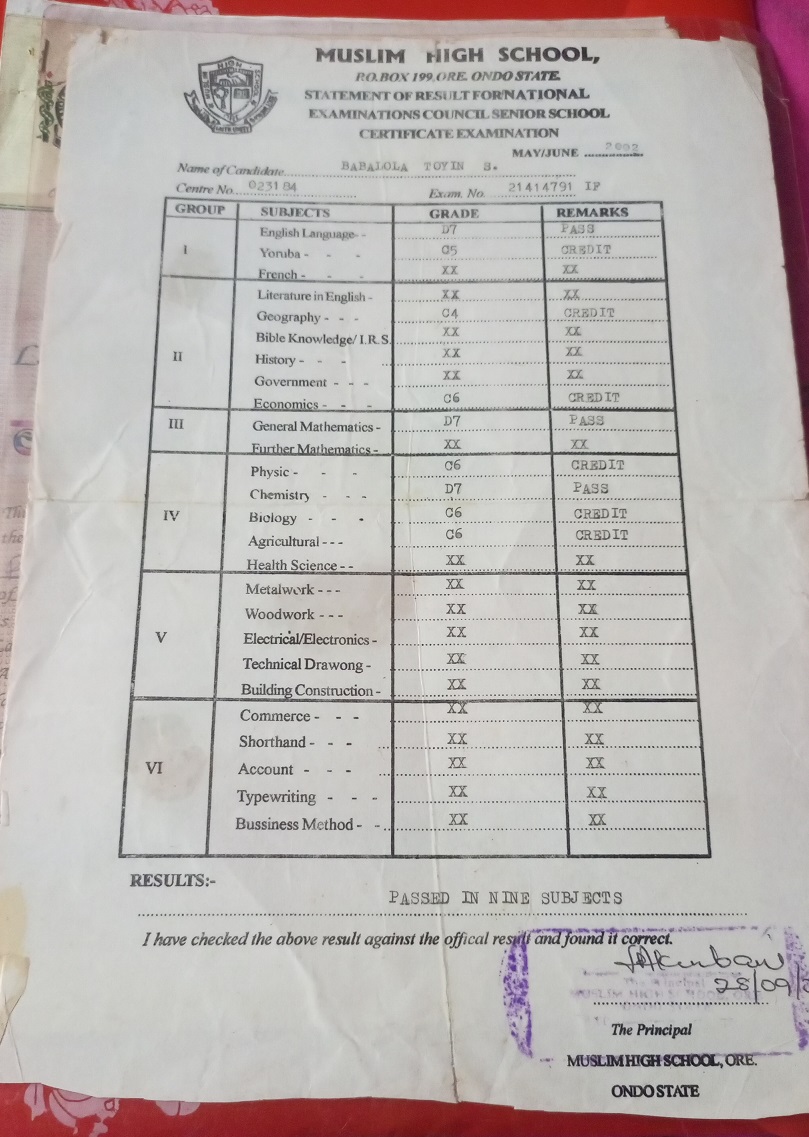 MUSLIM HIGH SCHOOL,
P.O. BOX 199, ORE. ONDO STATE.
STATEMENT OF RESULT FOR NATIONAL
EXAMINATIONS COUNCIL SENIOR SCHOOL
CERTIFICATE EXAMINATION
MAY/JUNE 2002
Name of Candidate BABALOLA TOYIN S.
Centre No. 023184 Exam. No. 21414791 IF
GROUP SUBJECTS GRADE REMARKS
English Language- - D7 PASS
I Yoruba - - - C5 CREDIT
French - - - XX XX
Literature in English - XX XX
Geography - - - C4 CREDIT
Bible Knowledge/ I.R.S. XX XX
II History - - - XX XX
Government - - - XX XX
Economics - - - C6 CREDIT
III General Mathematics - D7 PASS
Further Mathematics - XX XX
Physic - - - C6 CREDIT
Chemistry - - - D7 PASS
IV Biology - - - C6 CREDIT
Agricultural - - - C6 CREDIT
Health Science - - XX XX
Metalwork - - - XX XX
Woodwork - - - XX XX
V Electrical/Electronics - XX XX
Technical Drawong - XX XX
Building Construction - XX XX
Commerce - - - XX XX
Shorthand - - - XX XX
VI Account - - - XX XX
Typewriting - - - XX XX
Bussiness Method - - XX XX
RESULTS:-
PASSED IN NINE SUBJECTS
I have checked the above result against the offical result and found it correct.
28/09/
The Principal
MUSLIM HIGH SCHOOL, ORE.
ONDO STATE